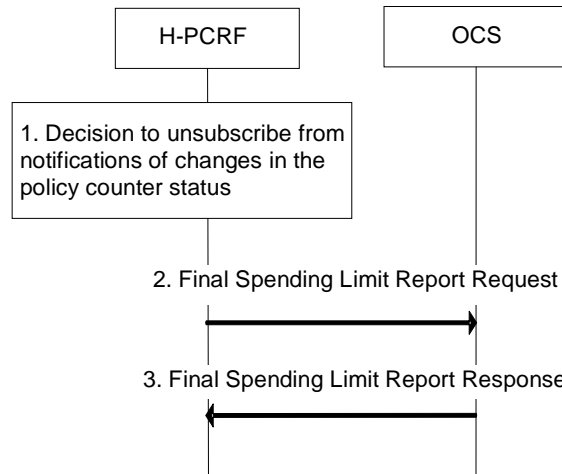 H-PCRF
OCS
1. Decision to unsubscribe from
notifications of changes in the
policy counter status
2. Final Spending Limit Report Request
3. Final Spending Limit Report Response